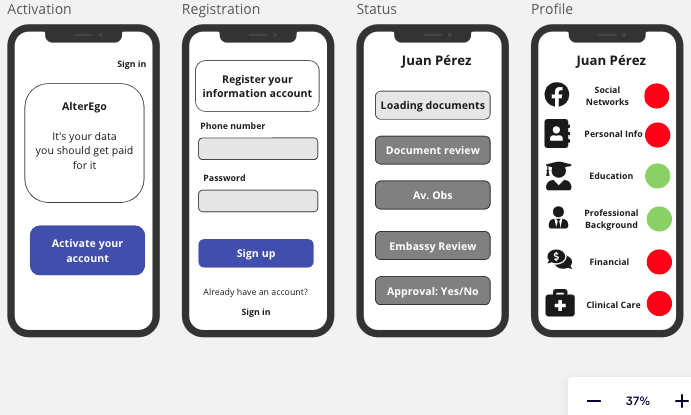 Activation
Sign in
AlterEgo
It's your data
you should get paid
for it
Activate your
account
Registration
Register your
information account
Phone number
Password
Sign up
Already have an account?
Sign in
Status
Juan Pérez
Loading documents
Document review
Av. Obs
Embassy Review
Approval: Yes/No
Profile
Juan Pérez
Social
Networks
Personal Info
Education
Professional
Background
Financial
Clinical Care
37%